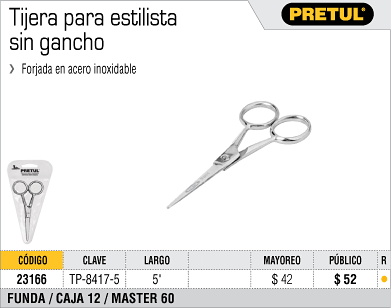 Tijera para estilista
sin gancho
PRETUL®
› Forjada en acero inoxidable
PRETUL
CÓDIGO CLAVE LARGO MAYOREO PÚBLICO R
23166 TP-8417-5 5" $ 42 $ 52
FUNDA / CAJA 12 / MASTER 60